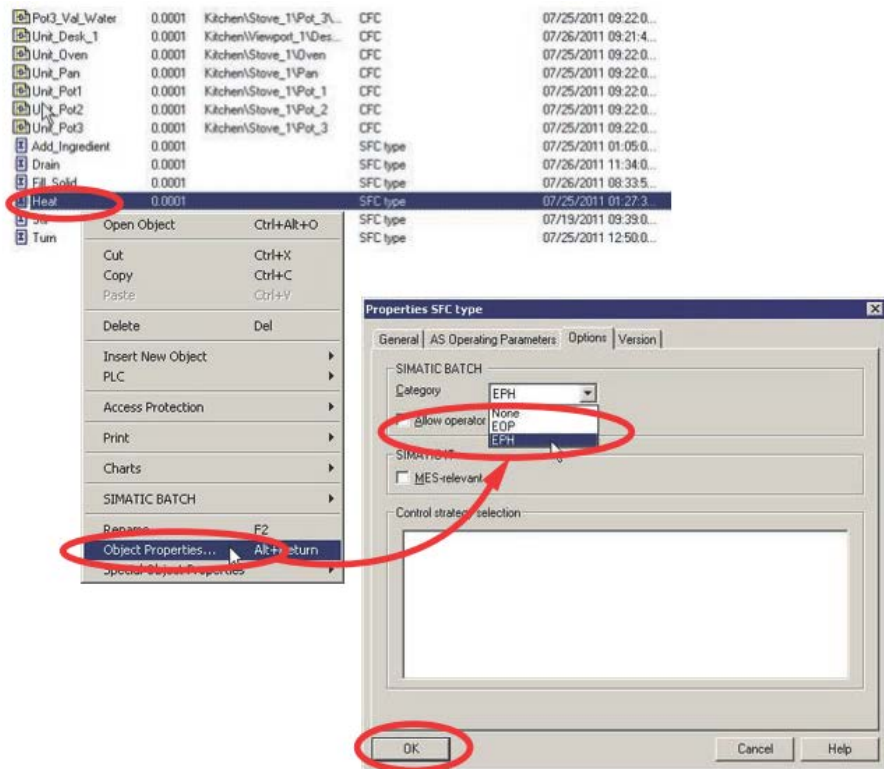 Pot3_Val_Water 0.0001 Kitchen\Stove_1\Pot_3\... CFC 07/25/2011 09:22:0...
Unit_Desk_1 0.0001 Kitchen\Viewport_1\Des... CFC 07/26/2011 09:21:4...
Unit_Oven 0.0001 Kitchen\Stove_1\Oven CFC 07/25/2011 09:22:0...
Unit_Pan 0.0001 Kitchen\Stove_1\Pan CFC 07/25/2011 09:22:0...
Unit_Pot1 0.0001 Kitchen\Stove_1\Pot_1 CFC 07/25/2011 09:22:0...
Unit_Pot2 0.0001 Kitchen\Stove_1\Pot_2 CFC 07/25/2011 09:22:0...
Unit_Pot3 0.0001 Kitchen\Stove_1\Pot_3 CFC 07/25/2011 09:22:0...
Add_Ingredient 0.0001 SFC type 07/25/2011 01:05:0...
Drain 0.0001 SFC type 07/26/2011 11:34:0...
Fill_Solid 0.0001 SFC type 07/26/2011 08:33:5...
Heat 0.0001 SFC type 07/25/2011 01:27:3...
SFC type 07/19/2011 09:39:0...
Turn SFC type 07/25/2011 12:50:0...
Open Object Ctrl+Alt+O
Cut Ctrl+X
Copy Ctrl+C
Paste Ctrl+V
Delete Del
Insert New Object
PLC
Access Protection
Print
Charts
SIMATIC BATCH
Rename F2
Object Properties... Alt+Return
Special Object Properties
Properties SFC type
General AS Operating Parameters Options Version
SIMATIC BATCH
Category EPH
None
Allow operator EOP
EPH
SIMATIC IT
MES-relevant
Control strategy selection
OK Cancel Help